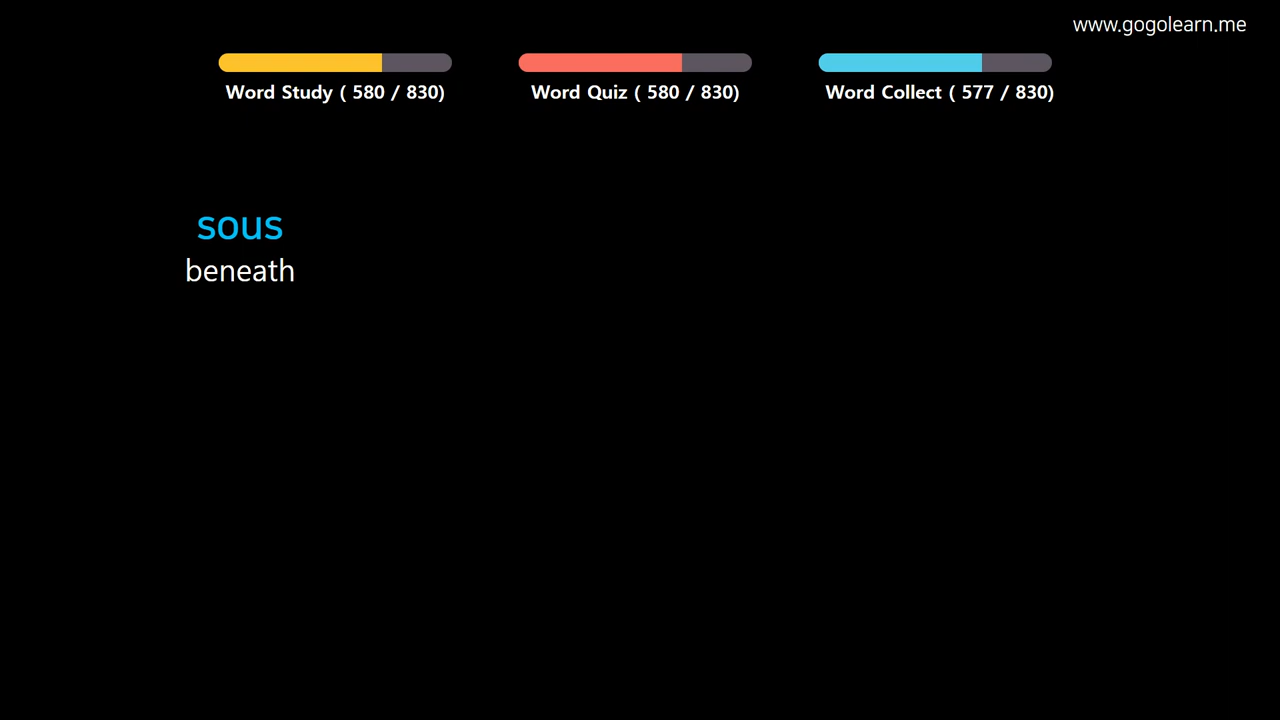 www.gogolearn.me
Word Study ( 580 / 830)
Word Quiz ( 580 / 830)
Word Collect ( 577 / 830)
sous
beneath